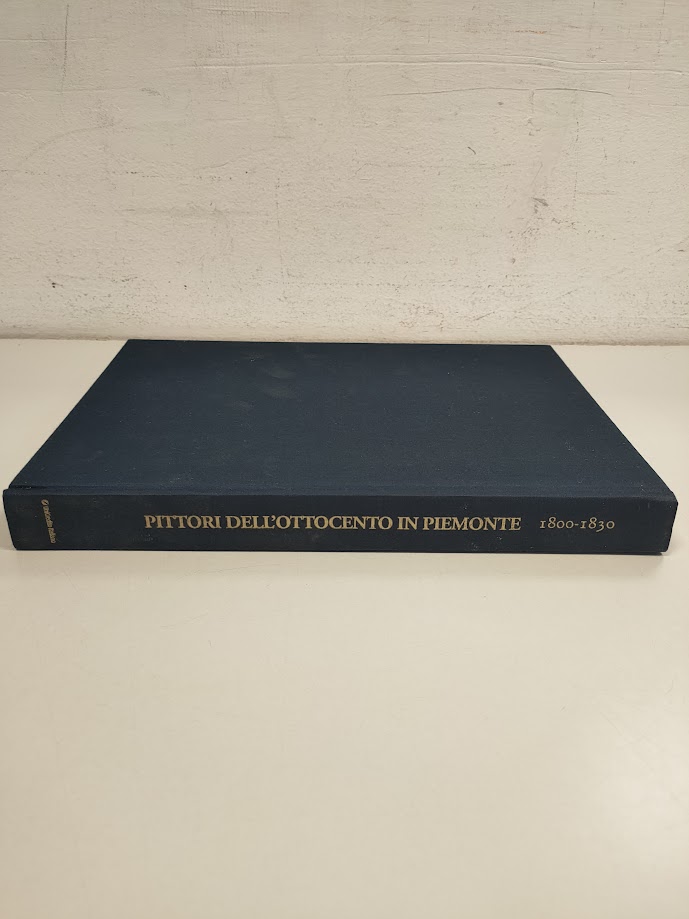 PITTORI DELL'OTTOCENTO IN PIEMONTE 1800-1830